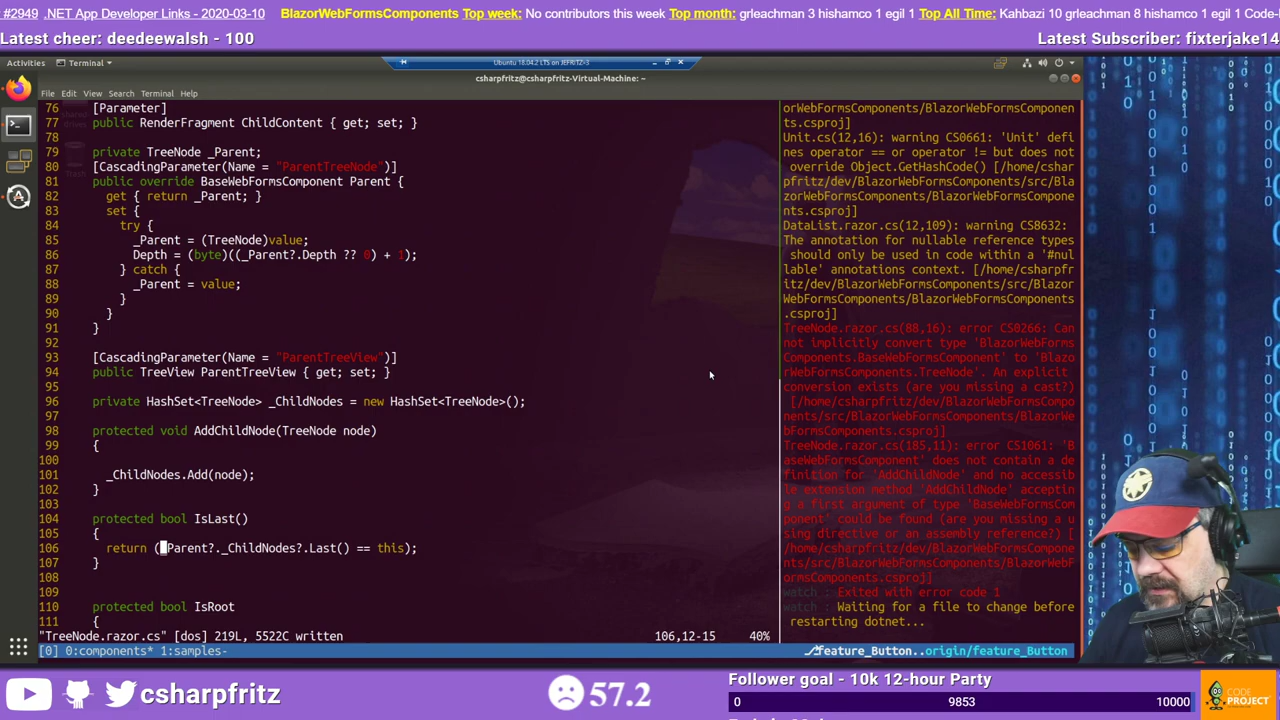 #2949 .NET App Developer Links - 2020-03-10
BlazorWebFormsComponents Top week: No contributors this week Top month: grleachman 3 hishamco 1 egil 1 Top All Time: Kahbazi 10 grleachman 8 hishamco 1 egil 1 Code-I
Latest cheer: deedeewalsh - 100
Latest Subscriber: fixterjake14
Ubuntu 18.04.2 LTS on JEFRITZ-3
Activities
Terminal
csharpfritz@csharpfritz-Virtual-Machine: ~
File Edit View Search Terminal Help
76 [Parameter]
77 public RenderFragment ChildContent { get; set; }
78
79 private TreeNode _Parent;
80 [CascadingParameter(Name = "ParentTreeNode")]
81 public override BaseWebFormsComponent Parent {
82 get { return _Parent; }
83 set {
84 try {
85 _Parent = (TreeNode)value;
86 Depth = (byte)((_Parent?.Depth ?? 0) + 1);
87 } catch {
88 _Parent = value;
89 }
90 }
91 }
92
93 [CascadingParameter(Name = "ParentTreeView")]
94 public TreeView ParentTreeView { get; set; }
95
96 private HashSet<TreeNode> _ChildNodes = new HashSet<TreeNode>();
97
98 protected void AddChildNode(TreeNode node)
99 {
100
101 _ChildNodes.Add(node);
102 }
103
104 protected bool IsLast()
105 {
106 return (_Parent?._ChildNodes?.Last() == this);
107 }
108
109
110 protected bool IsRoot
111 {
"TreeNode.razor.cs" [dos] 219L, 5522C written
106,12-15 40%
orWebFormsComponents/BlazorWebFormsComponen
ts.csproj]
Unit.cs(12,16): warning CS0661: 'Unit' defi
nes operator == or operator != but does not
override Object.GetHashCode() [/home/cshar
pfritz/dev/BlazorWebFormsComponents/src/Bla
zorWebFormsComponents/BlazorWebFormsCompone
nts.csproj]
DataList.razor.cs(12,109): warning CS8632:
The annotation for nullable reference types
should only be used in code within a '#nul
lable' annotations context. [/home/csharpf
ritz/dev/BlazorWebFormsComponents/src/Blazo
rWebFormsComponents/BlazorWebFormsComponents
.csproj]
TreeNode.razor.cs(88,16): error CS0266: Can
not implicitly convert type 'BlazorWebForms
Components.BaseWebFormsComponent' to 'Blazo
rWebFormsComponents.TreeNode'. An explicit
conversion exists (are you missing a cast?)
[/home/csharpfritz/dev/BlazorWebFormsCompo
nents/src/BlazorWebFormsComponents/BlazorWe
bFormsComponents.csproj]
TreeNode.razor.cs(185,11): error CS1061: 'B
aseWebFormsComponent' does not contain a de
finition for 'AddChildNode' and no accessib
le extension method 'AddChildNode' acceptin
g a first argument of type 'BaseWebFormsCom
ponent' could be found (are you missing a u
sing directive or an assembly reference?) [
/home/csharpfritz/dev/BlazorWebFormsCompone
nts/src/BlazorWebFormsComponents/BlazorWebF
ormsComponents.csproj]
watch : Exited with error code 1
watch : Waiting for a file to change before
restarting dotnet...
[0] 0:components* 1:samples-
feature_Button..origin/feature_Button
csharpfritz
57.2
Follower goal - 10k 12-hour Party
0 9853 10000
CODE
PROJECT